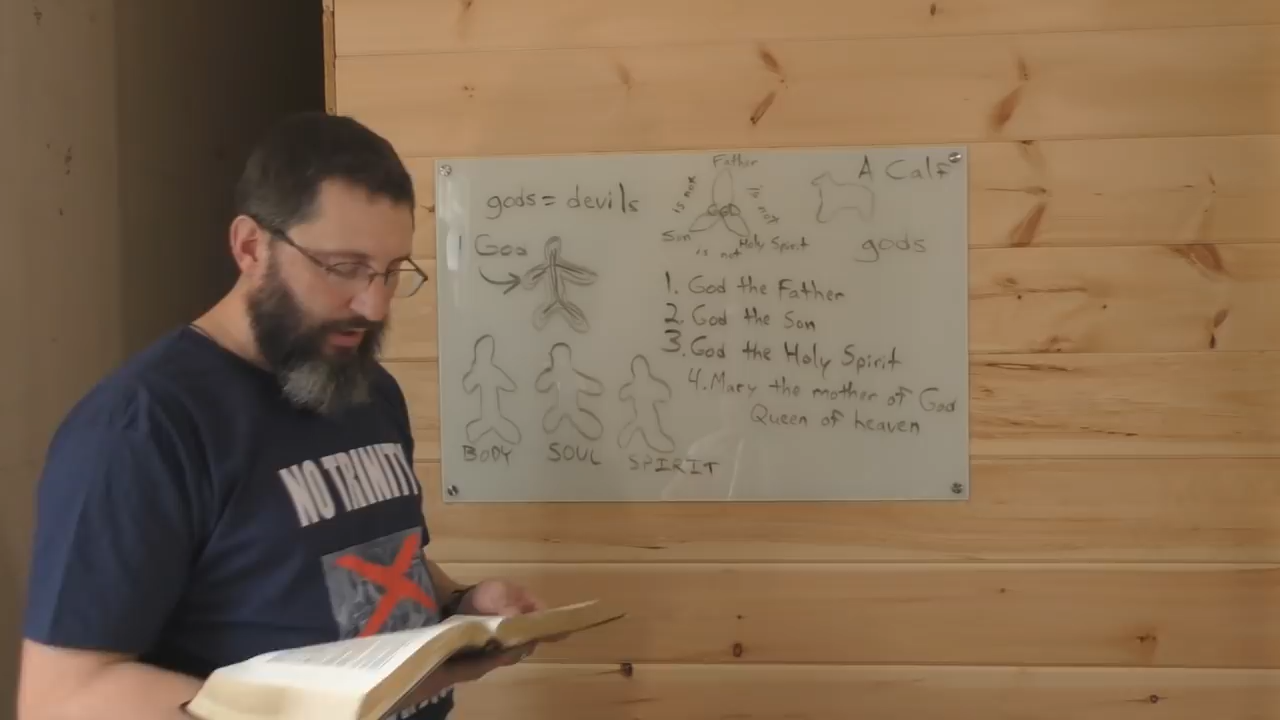 gods = devils
1 God
BODY
SOUL
SPIRIT
Father
is not
is not
God
Son
Holy Spirit
is not
A Calf
gods
1. God the Father
2. God the Son
3. God the Holy Spirit
4. Mary the mother of God
Queen of heaven
NO TRINITY